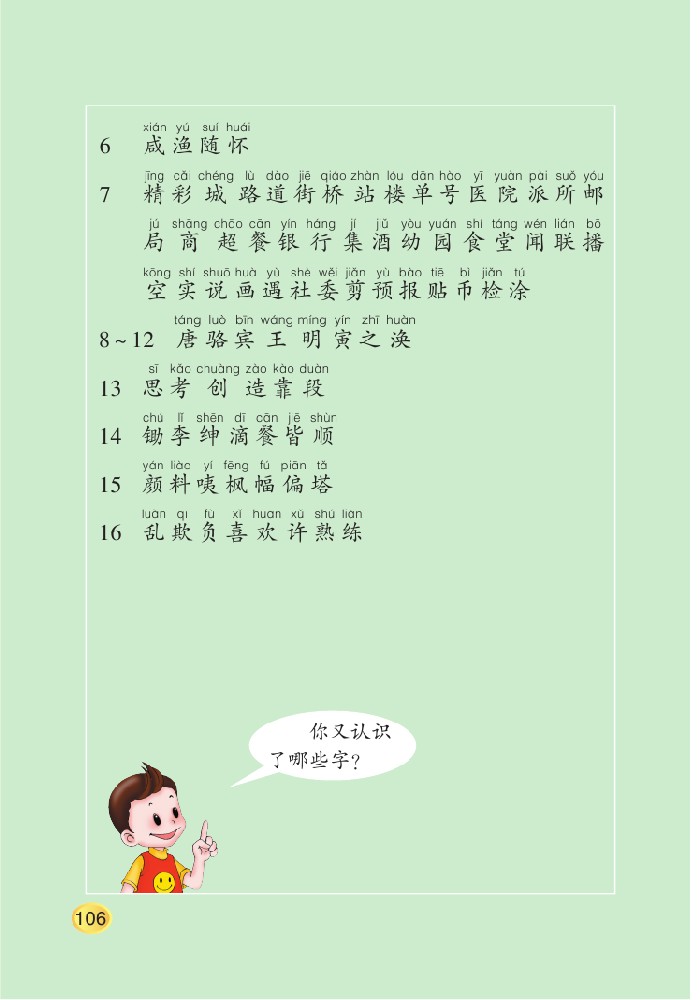 xián yú suí huái
6 咸渔随怀
jīng cǎi chéng lù dào jiē qiáo zhàn lóu dān hào yī yuàn pài suǒ yóu
7 精彩城路道街桥站楼单号医院派所邮
jú shāng chāo cān yín háng jí jiǔ yòu yuán shí táng wén lián bō
局商超餐银行集酒幼园食堂闻联播
kōng shí shuō huà yù shè wěi jiǎn yù bào tiē bì jiǎn tú
空实说画遇社委剪预报贴币检涂
táng luò bīn wáng míng yín zhī huàn
8~12 唐骆宾王明寅之涣
sī kǎo chuàng zào kào duàn
13 思考创造靠段
chú lǐ shēn dī cān jē shùn
14 锄李绅滴餐皆顺
yán liào yí fēng fú piān tǎ
15 颜料咦枫幅偏塔
luàn qī fù xǐ huan xǔ shú liàn
16 乱欺负喜欢许熟练
你又认识
了哪些字？
106